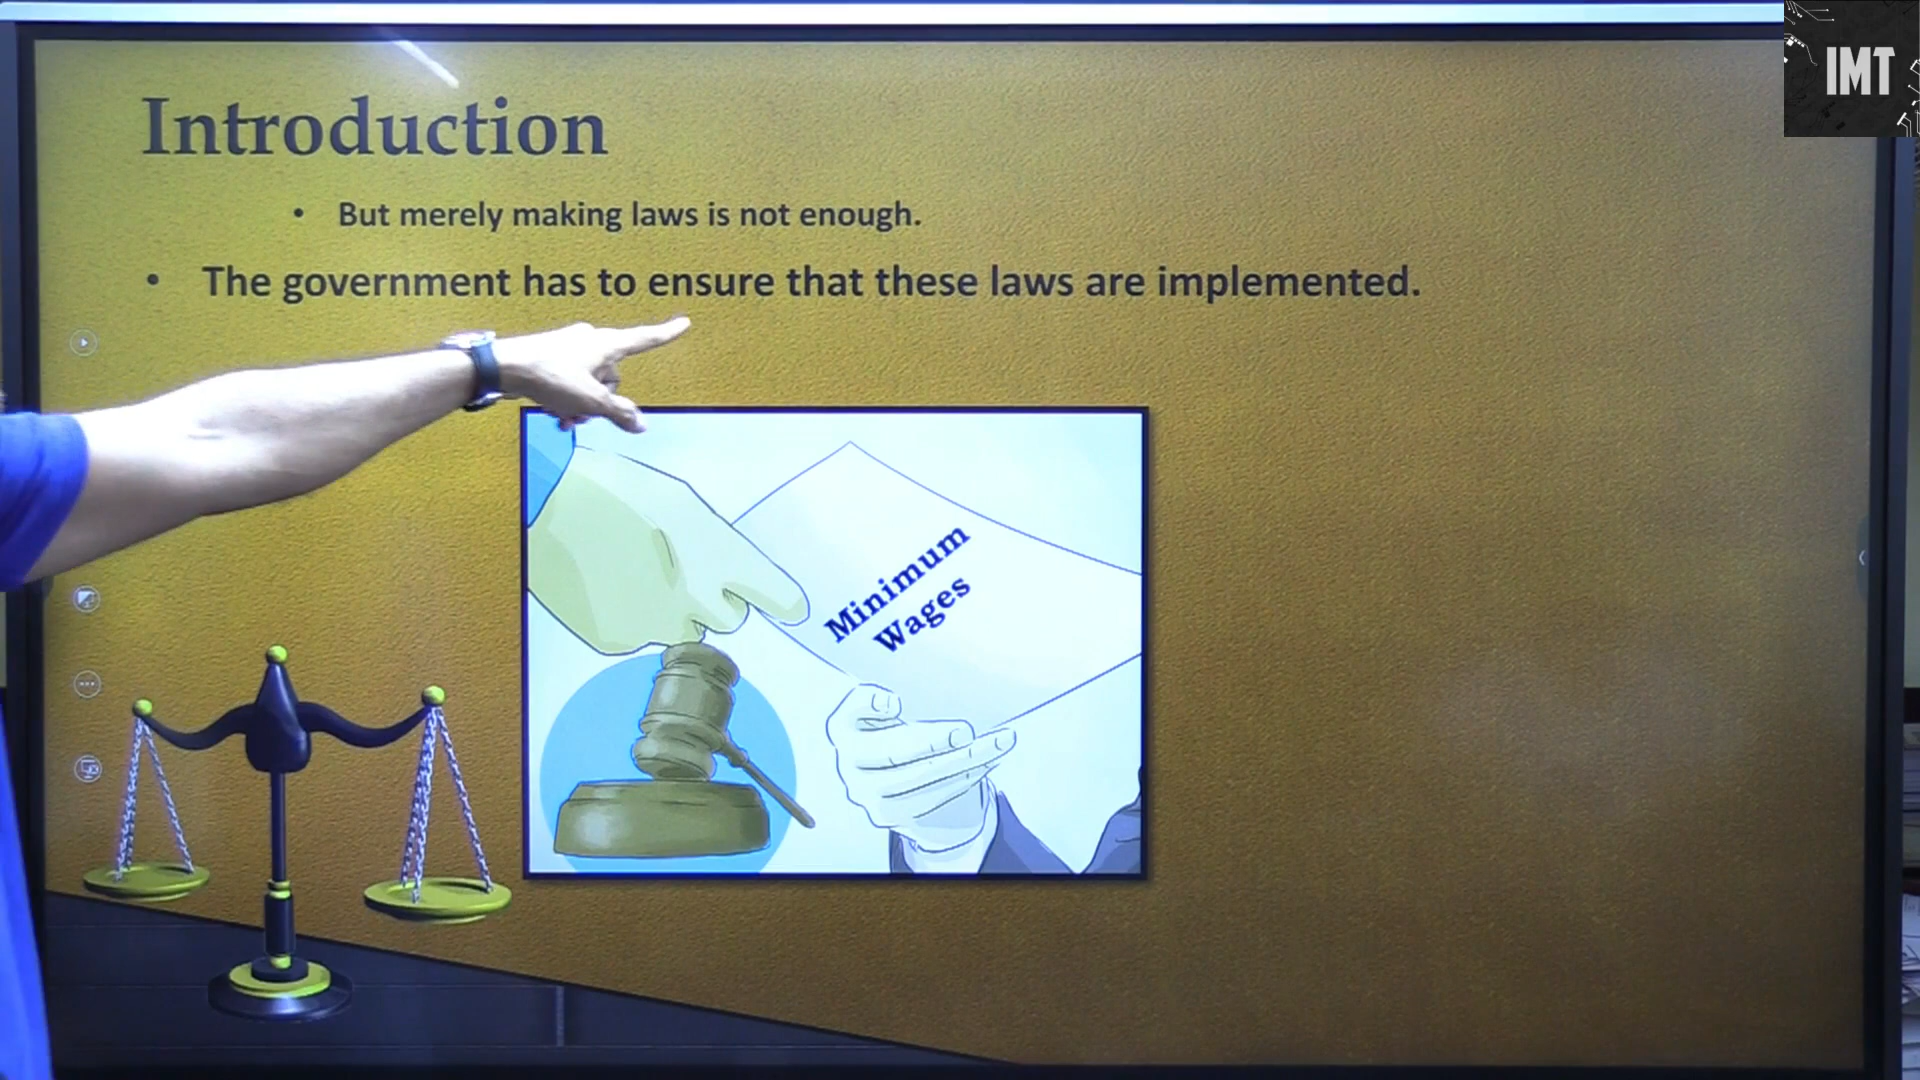 IMT
Introduction
• But merely making laws is not enough.
• The government has to ensure that these laws are implemented.
Minimum
Wages